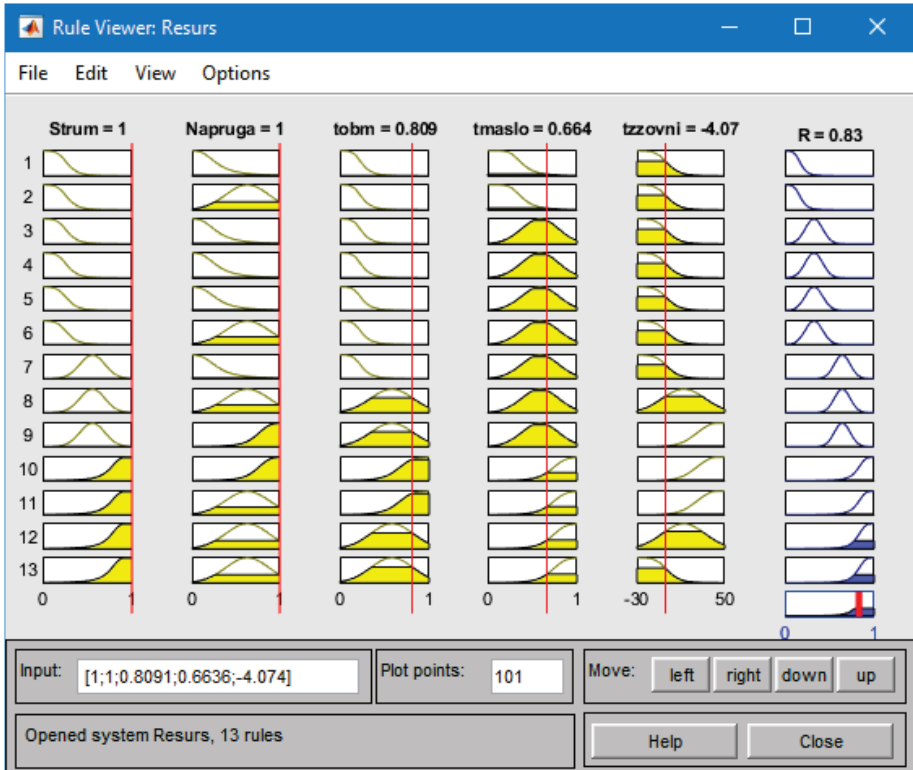 Rule Viewer: Resurs
File Edit View Options
Strum = 1 Napruga = 1 tobm = 0.809 tmaslo = 0.664 tzzovni = -4.07 R = 0.83
1
2
3
4
5
6
7
8
9
10
11
12
13
0 1 0 0 1 0 1 -30 50
0 1
Input: [1;1;0.8091;0.6636;-4.074] Plot points: 101 Move: left right down up
Opened system Resurs, 13 rules Help Close